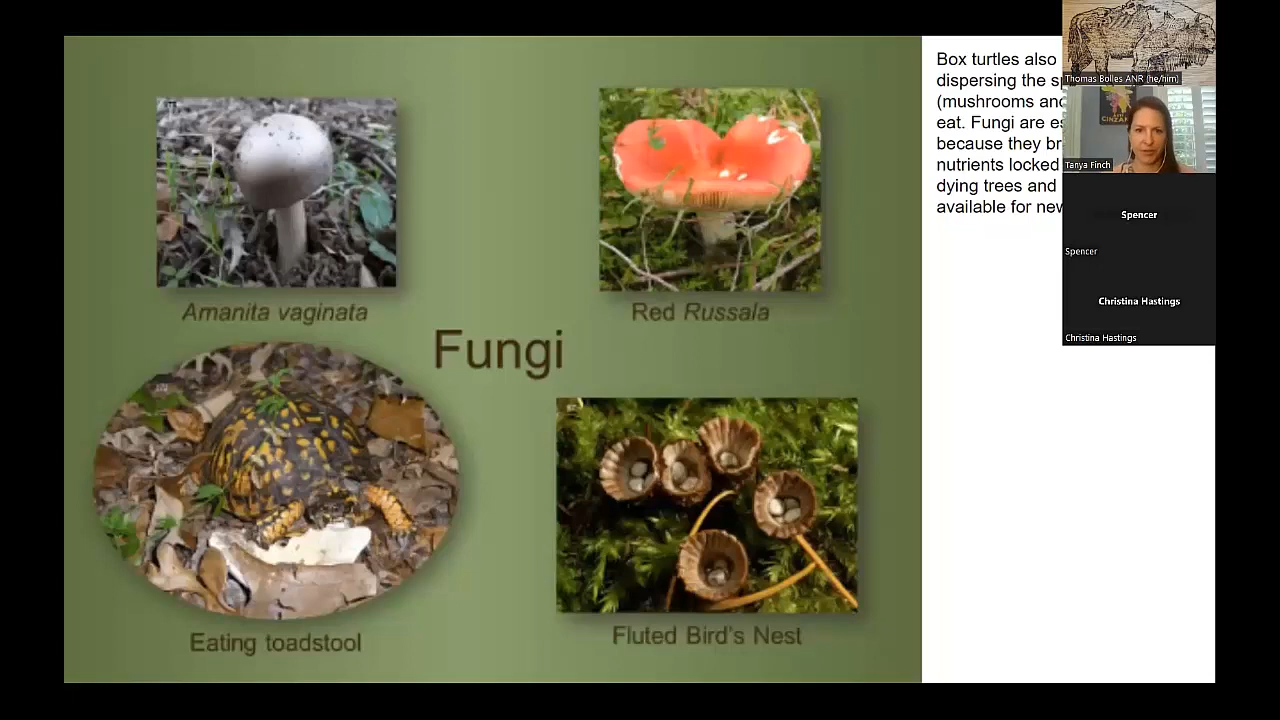 Amanita vaginata
Red Russala
Fungi
Eating toadstool
Fluted Bird's Nest
Box turtles also
dispersing the
(mushrooms
eat. Fungi are
because they
nutrients locked
dying trees and
available for
Thomas Bolles ANR (he/him)
CINZANO
Tanya Finch
Spencer
Spencer
Christina Hastings
Christina Hastings